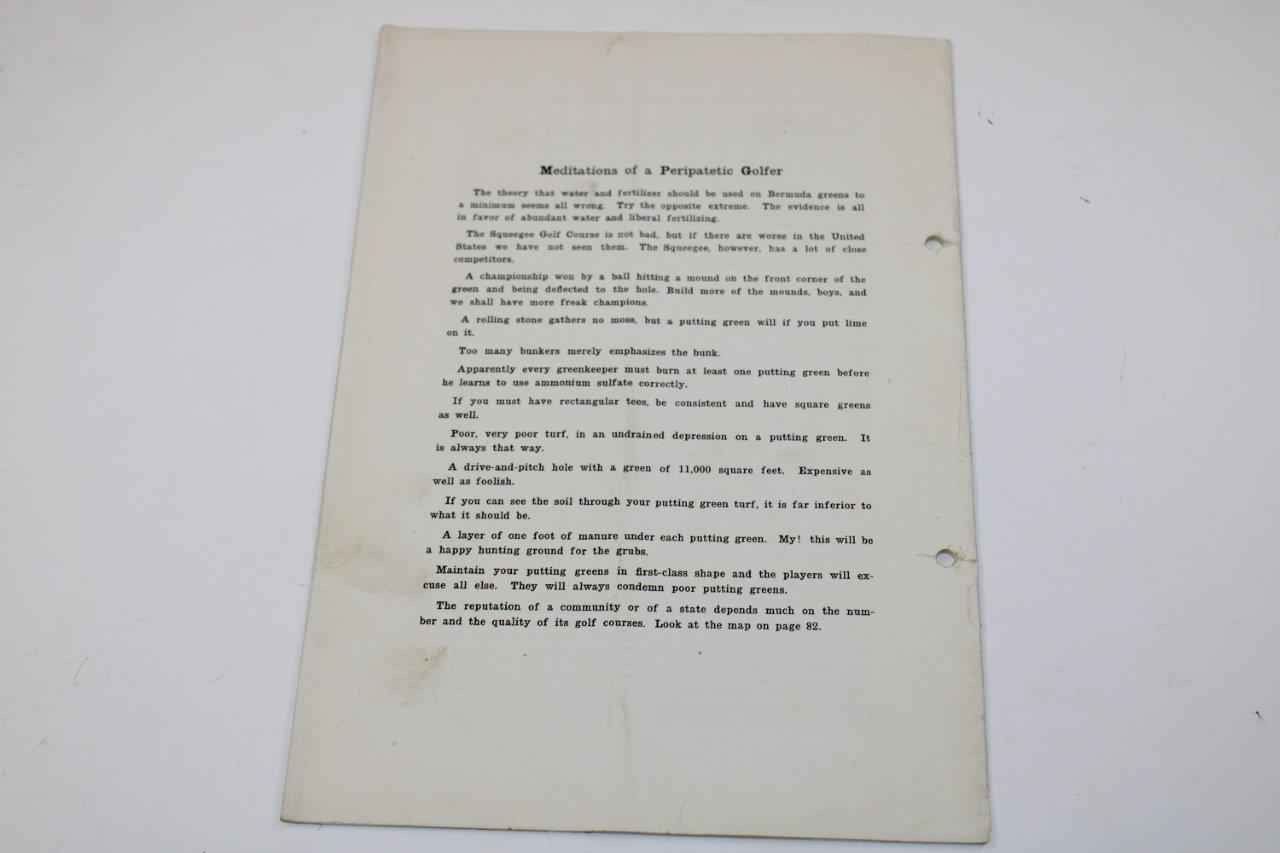 Meditations of a Peripatetic Golfer
The theory that water and fertilizer should be used on Bermuda greens to
a minimum seems all wrong. Try the opposite extreme. The evidence is all
in favor of abundant water and liberal fertilizing.
The Squeegee Golf Course is not bad, but if there are worse in the United
States we have not seen them. The Squeegee, however, has a lot of close
competitors.
A championship won by a ball hitting a mound on the front corner of the
green and being deflected to the hole. Build more of the mounds, boys, and
we shall have more freak champions.
A rolling stone gathers no moss, but a putting green will if you put lime
on it.
Too many bunkers merely emphasizes the bunk.
Apparently every greenkeeper must burn at least one putting green before
he learns to use ammonium sulfate correctly.
If you must have rectangular tees, be consistent and have square greens
as well.
Poor, very poor turf, in an undrained depression on a putting green. It
is always that way.
A drive-and-pitch hole with a green of 11,000 square feet. Expensive as
well as foolish.
If you can see the soil through your putting green turf, it is far inferior to
what it should be.
A layer of one foot of manure under each putting green. My! this will be
a happy hunting ground for the grubs.
Maintain your putting greens in first-class shape and the players will ex-
cuse all else. They will always condemn poor putting greens.
The reputation of a community or of a state depends much on the num-
ber and the quality of its golf courses. Look at the map on page 82.